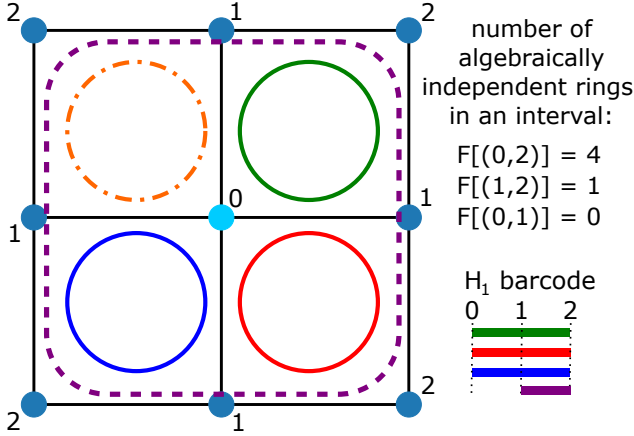 2
1
2
number of
algebraically
independent rings
in an interval:
F[(0,2)] = 4
F[(1,2)] = 1
F[(0,1)] = 0
0
1
1
H₁ barcode
0 1 2
2
1
2